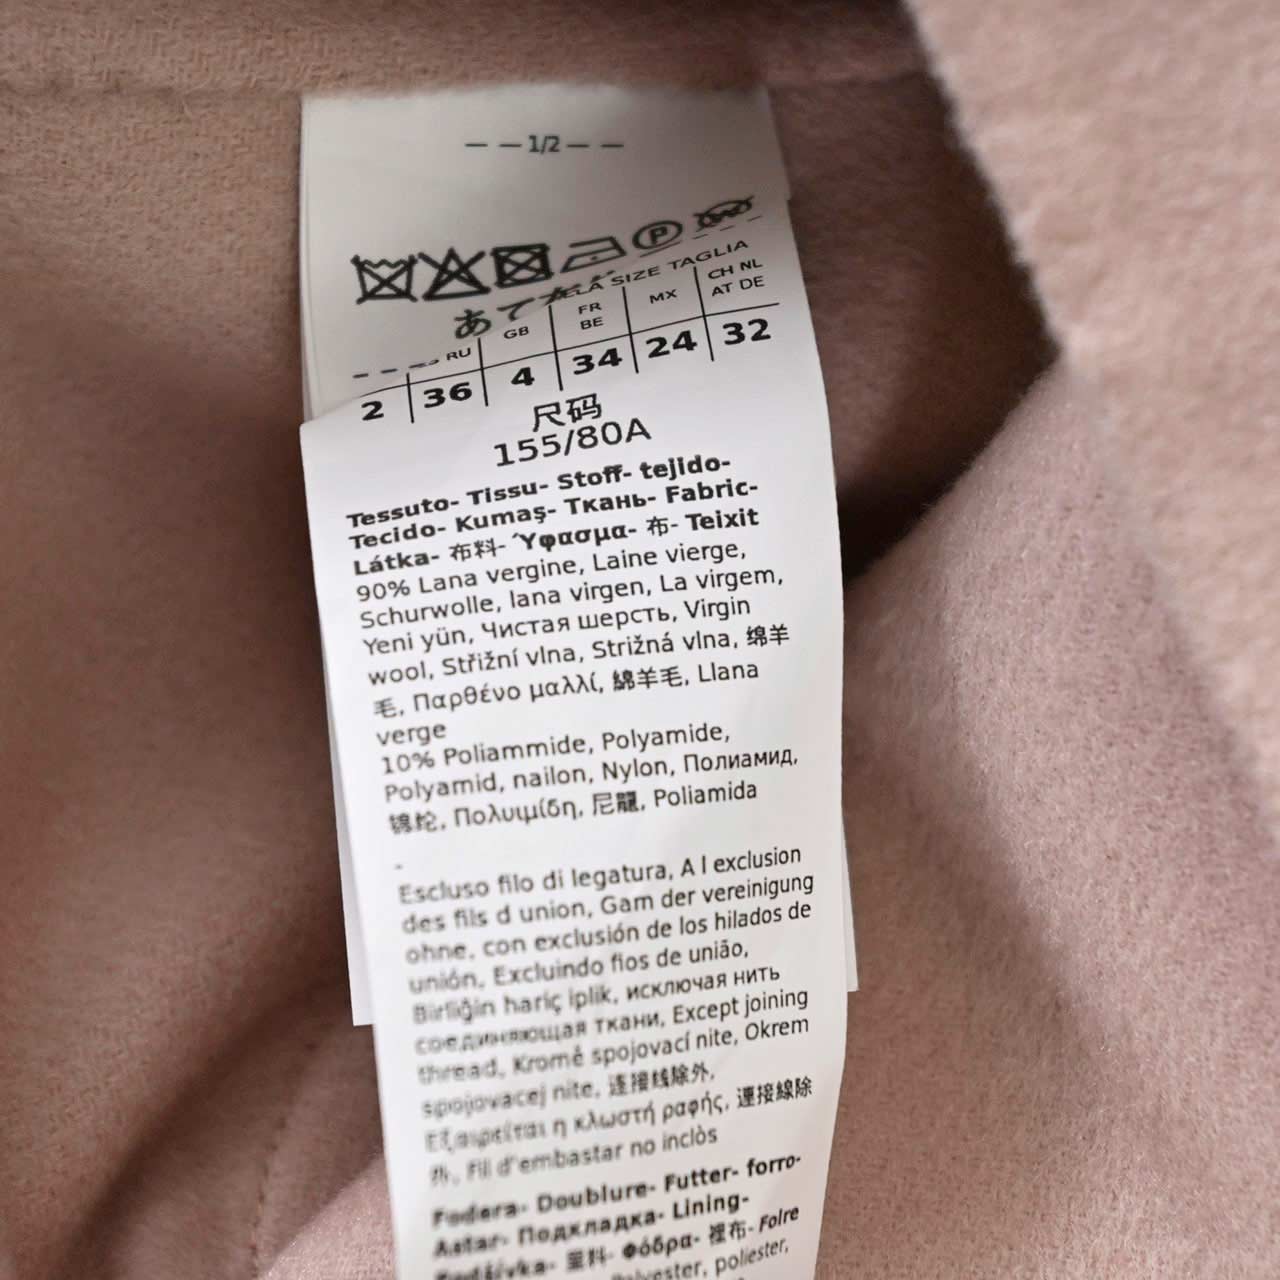 — — 1/2 — —
あて
SIZE TAGLIA
RU GB FR BE MX CH NL AT DE
2 36 4 34 24 32
尺码
155/80A
Tessuto- Tissu- Stoff- tejido-
Tecido- Kumaş- Ткань- Fabric-
Látka- 布料- Ύφασμα- 布- Teixit
90% Lana vergine, Laine vierge,
Schurwolle, lana virgen, La virgem,
Yeni yün, Чистая шерсть, Virgin
wool, Střižní vlna, Strižná vlna, 绵羊
毛, Παρθένο μαλλί, 綿羊毛, Llana
verge
10% Poliammide, Polyamide,
Polyamid, nailon, Nylon, Полиамид,
锦纶, Πολυιμίδη, 尼龍, Poliamida
-
Escluso filo di legatura, A l exclusion
des fils d union, Garn der vereinigung
ohne, con exclusión de los hilados de
unión, Excluindo fios de união,
Birliğin hariç iplik, исключая нить
соединяющая ткани, Except joining
thread, Kromě spojovací nite, Okrem
spojovacej nite, 连接线除外,
Εξαιρείται η κλωστή ραφής, 連接線除
外, Fil d'embastar no inclòs
Fodera- Doublure- Futter- forro-
Astar- Подкладка- Lining-
Podšívka- 里料- Φόδρα- 裡布- Folre
Polyester, poliester,